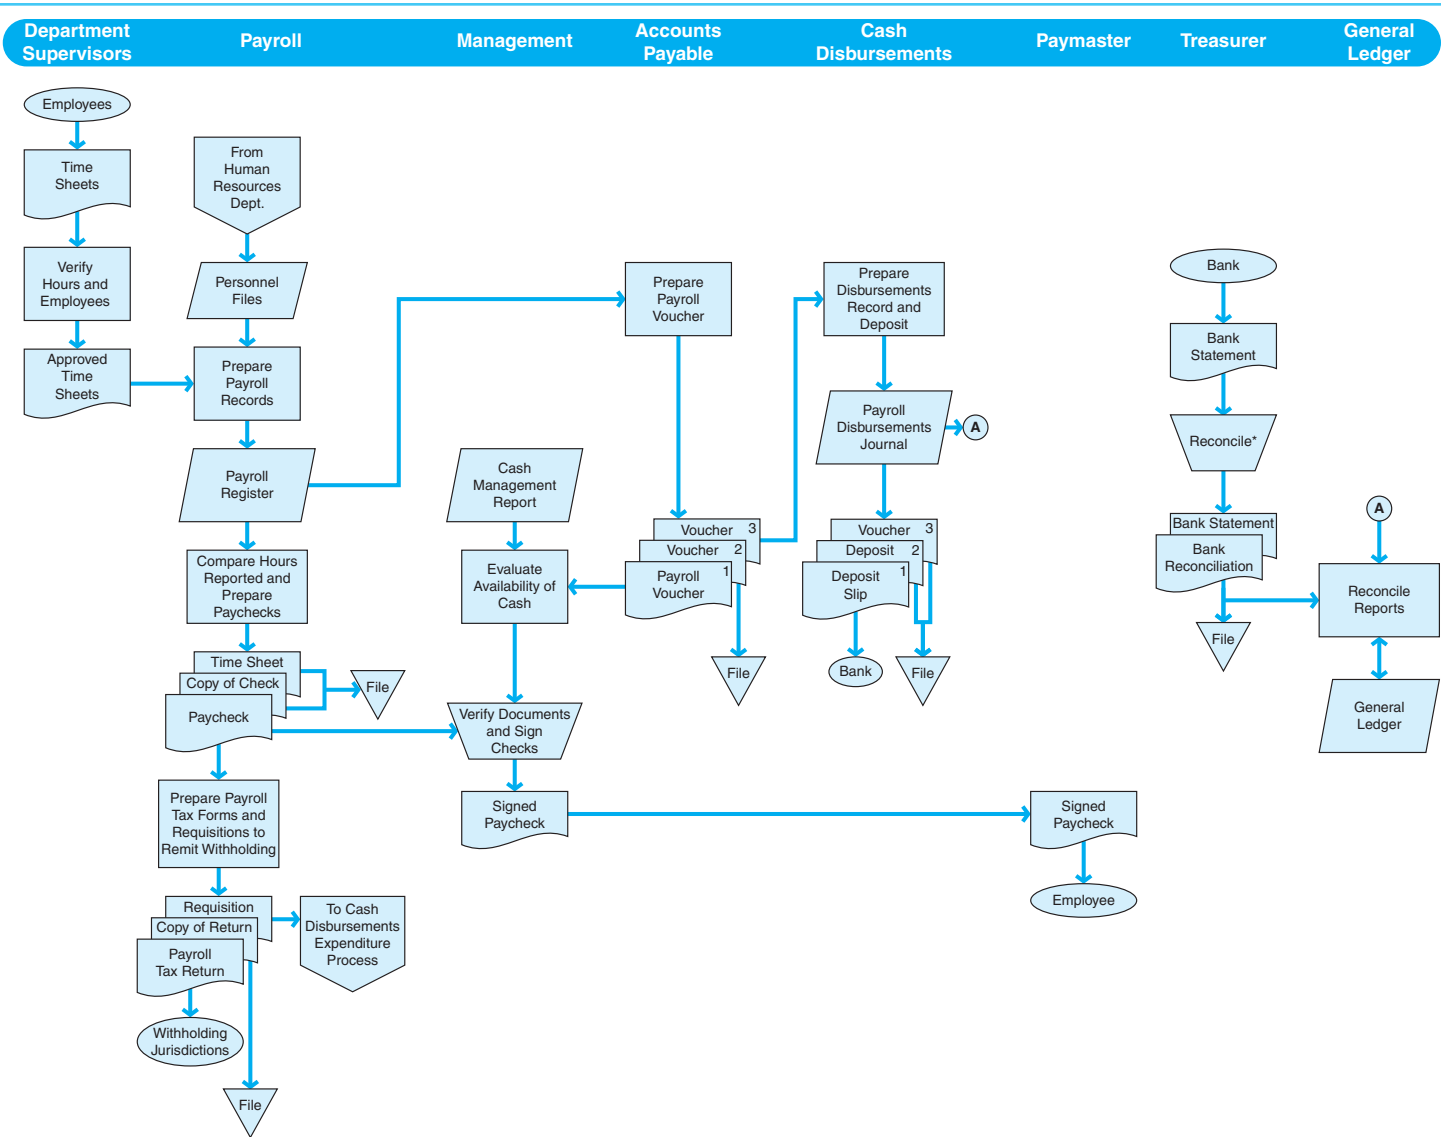 Department
Supervisors
Payroll
Management
Accounts
Payable
Cash
Disbursements
Paymaster
Treasurer
General
Ledger
Employees
Time
Sheets
Verify
Hours and
Employees
Approved
Time
Sheets
From
Human
Resources
Dept.
Personnel
Files
Prepare
Payroll
Records
Payroll
Register
Compare Hours
Reported and
Prepare
Paychecks
Time Sheet
Copy of Check
Paycheck
File
Prepare Payroll
Tax Forms and
Requisitions to
Remit Withholding
Requisition
Copy of Return
Payroll
Tax Return
To Cash
Disbursements
Expenditure
Process
Withholding
Jurisdictions
File
Cash
Management
Report
Evaluate
Availability of
Cash
Verify Documents
and Sign
Checks
Signed
Paycheck
Prepare
Payroll
Voucher
Voucher 3
Voucher 2
Payroll 1
Voucher
File
Prepare
Disbursements
Record and
Deposit
Payroll
Disbursements
Journal
A
Voucher 3
Deposit 2
Deposit 1
Slip
Bank
File
Signed
Paycheck
Employee
Bank
Bank
Statement
Reconcile*
Bank Statement
Bank
Reconciliation
File
A
Reconcile
Reports
General
Ledger